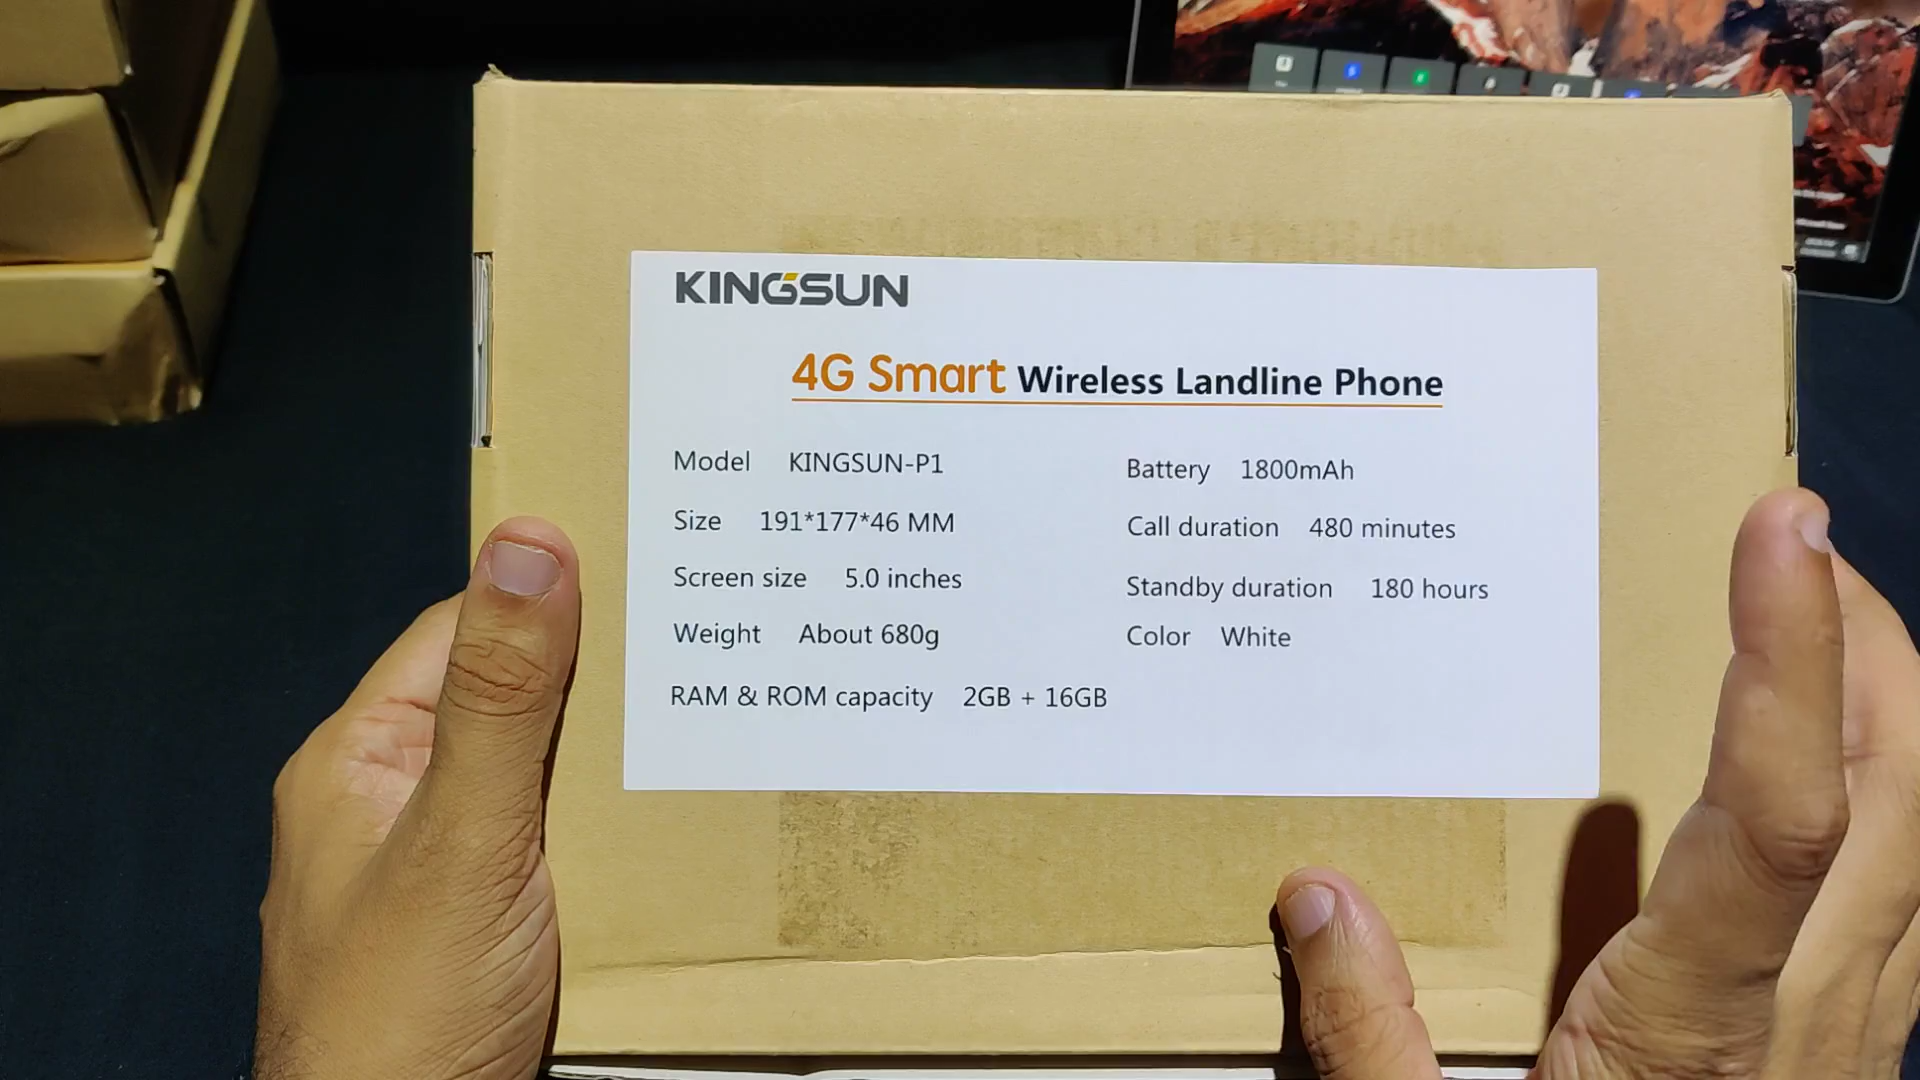 KINGSUN
4G Smart Wireless Landline Phone
Model KINGSUN-P1
Size 191*177*46 MM
Screen size 5.0 inches
Weight About 680g
RAM & ROM capacity 2GB + 16GB
Battery 1800mAh
Call duration 480 minutes
Standby duration 180 hours
Color White